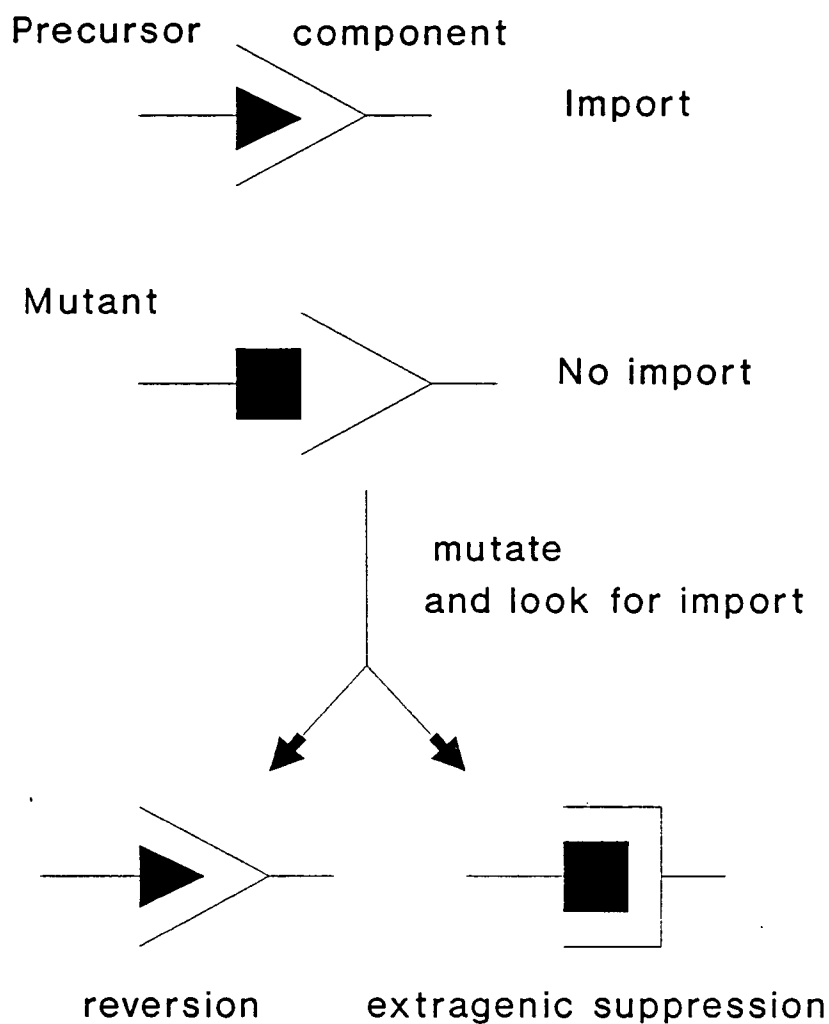 Precursor component
Import
Mutant
No import
mutate
and look for import
reversion extragenic suppression